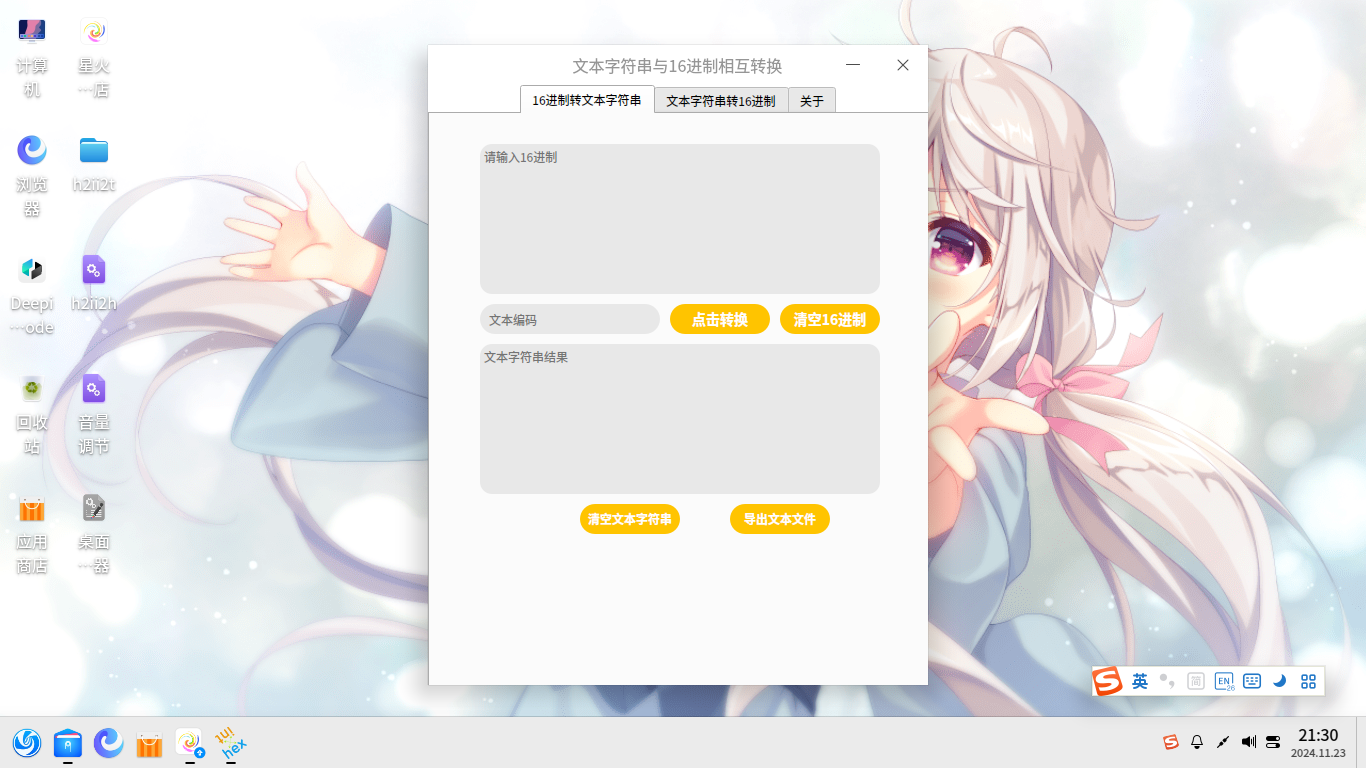 计算
机
星火
…店
浏览
器
h2ii2t
Deepi
…ode
h2ii2h
回收
站
音量
调节
应用
商店
桌面
…器
文本字符串与16进制相互转换
16进制转文本字符串
文本字符串转16进制
关于
请输入16进制
文本编码
点击转换
清空16进制
文本字符串结果
清空文本字符串
导出文本文件
英
简
EN
26
txt
hex
21:30
2024.11.23